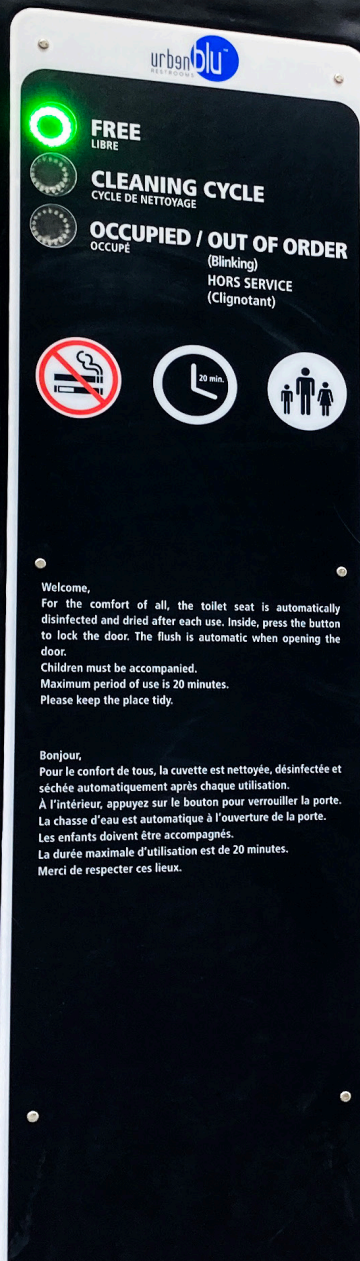 urbenblu™
RESTROOMS
FREE
LIBRE
CLEANING CYCLE
CYCLE DE NETTOYAGE
OCCUPIED / OUT OF ORDER
OCCUPÉ
(Blinking)
HORS SERVICE
(Clignotant)
20 min.
Welcome,
For the comfort of all, the toilet seat is automatically
disinfected and dried after each use. Inside, press the button
to lock the door. The flush is automatic when opening the
door.
Children must be accompanied.
Maximum period of use is 20 minutes.
Please keep the place tidy.
Bonjour,
Pour le confort de tous, la cuvette est nettoyée, désinfectée et
séchée automatiquement après chaque utilisation.
À l'intérieur, appuyez sur le bouton pour verrouiller la porte.
La chasse d'eau est automatique à l'ouverture de la porte.
Les enfants doivent être accompagnés.
La durée maximale d'utilisation est de 20 minutes.
Merci de respecter ces lieux.